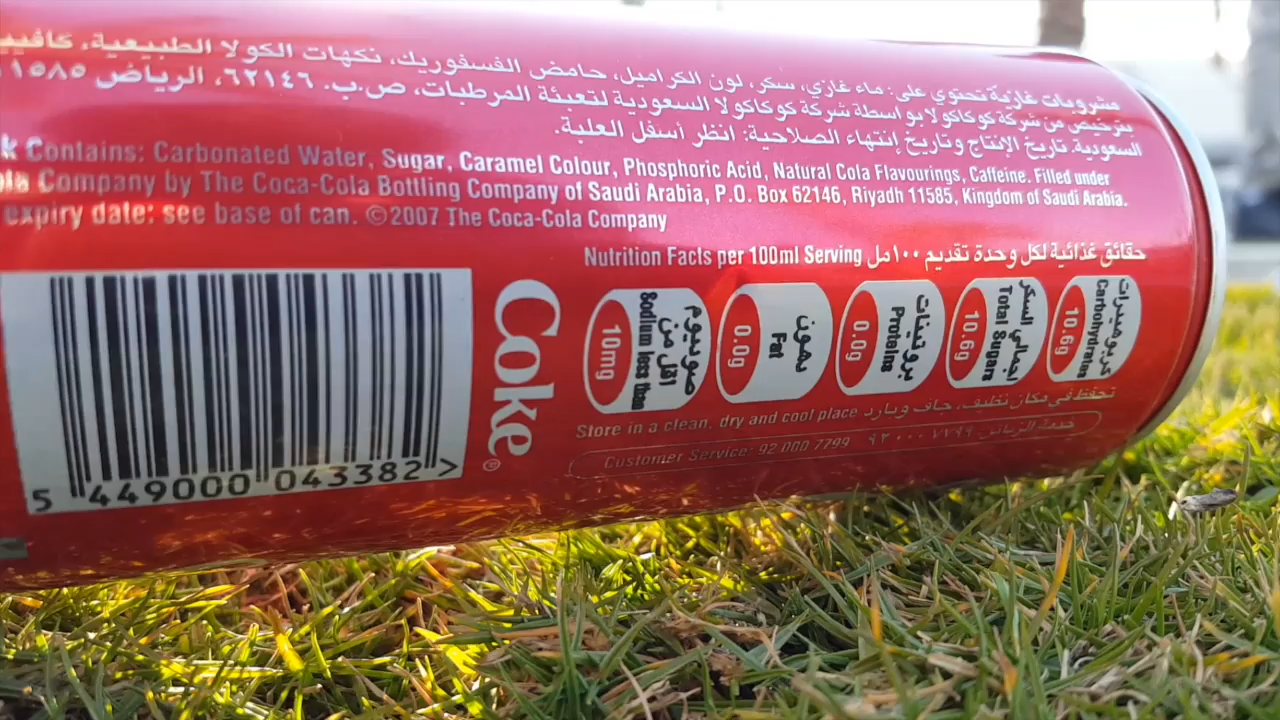 مشروبات غازية تحتوي على: ماء غازي، سكر، لون الكراميل، حامض الفسفوريك، نكهات الكولا الطبيعية،
بترخيص من شركة كوكاكولا بواسطة شركة كوكاكولا السعودية لتعبئة المرطبات، ص.ب. ٦٢١٤٦، الرياض ١١٥٨٥
السعودية. تاريخ الإنتاج وتاريخ إنتهاء الصلاحية: انظر أسفل العلبة.
Contains: Carbonated Water, Sugar, Caramel Colour, Phosphoric Acid, Natural Cola Flavourings, Caffeine. Filled under
Company by The Coca-Cola Bottling Company of Saudi Arabia, P.O. Box 62146, Riyadh 11585, Kingdom of Saudi Arabia.
expiry date: see base of can. ©2007 The Coca-Cola Company
Nutrition Facts per 100ml Serving حقائق غذائية لكل وحدة تقديم ١٠٠مل
كربوهيدرات
Carbohydrates
10.6g
اجمالي السكر
Total Sugars
10.6g
بروتينات
Proteins
0.0g
دهون
Fat
0.0g
صوديوم
اقل من
Sodium less than
10mg
Coke®
Store in a clean, dry and cool place تحفظ في مكان نظيف، جاف وبارد
Customer Service: 92 000 7799 خدمة الزبائن ٧٧٩٩ ٠٠٠ ٩٢
5 449000 043382 >